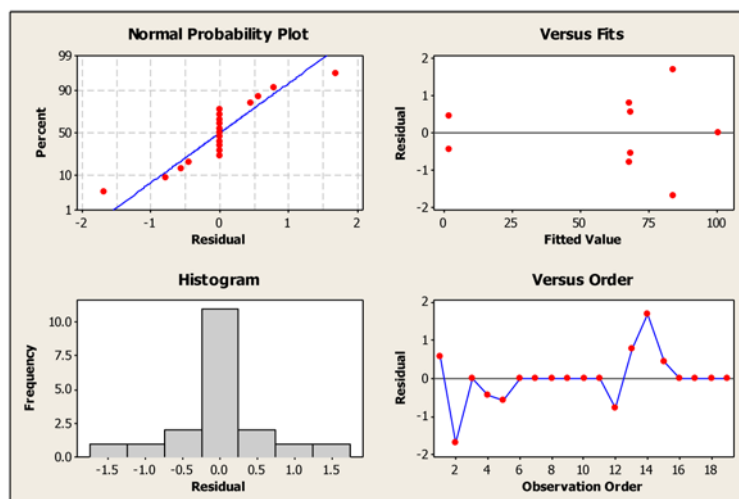 Normal Probability Plot
99
90
50
10
1
Percent
-2 -1 0 1 2
Residual
Versus Fits
2
1
0
-1
-2
Residual
0 25 50 75 100
Fitted Value
Histogram
10.0
7.5
5.0
2.5
0.0
Frequency
-1.5 -1.0 -0.5 0.0 0.5 1.0 1.5
Residual
Versus Order
2
1
0
-1
-2
Residual
2 4 6 8 10 12 14 16 18
Observation Order